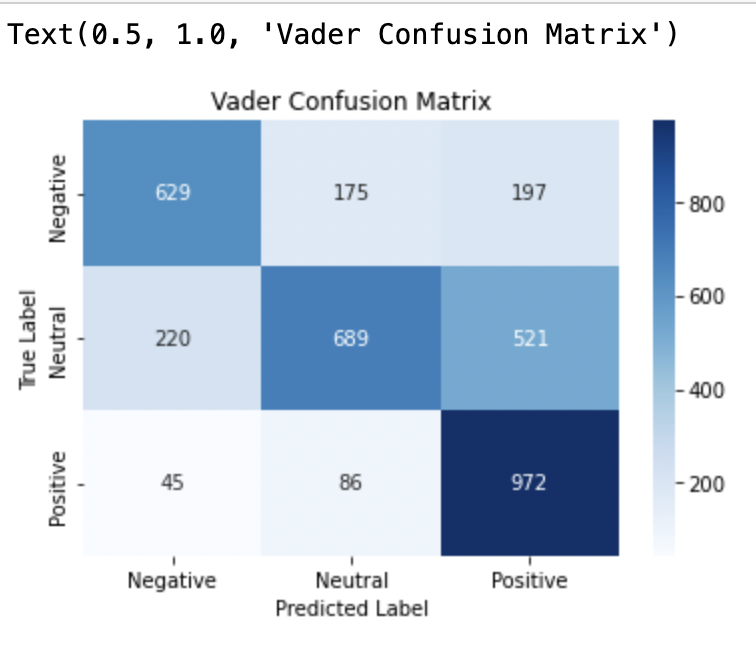 Text(0.5, 1.0, 'Vader Confusion Matrix')
Vader Confusion Matrix
True Label
Negative
629 175 197
Neutral
220 689 521
Positive
45 86 972
Negative Neutral Positive
Predicted Label
800
600
400
200